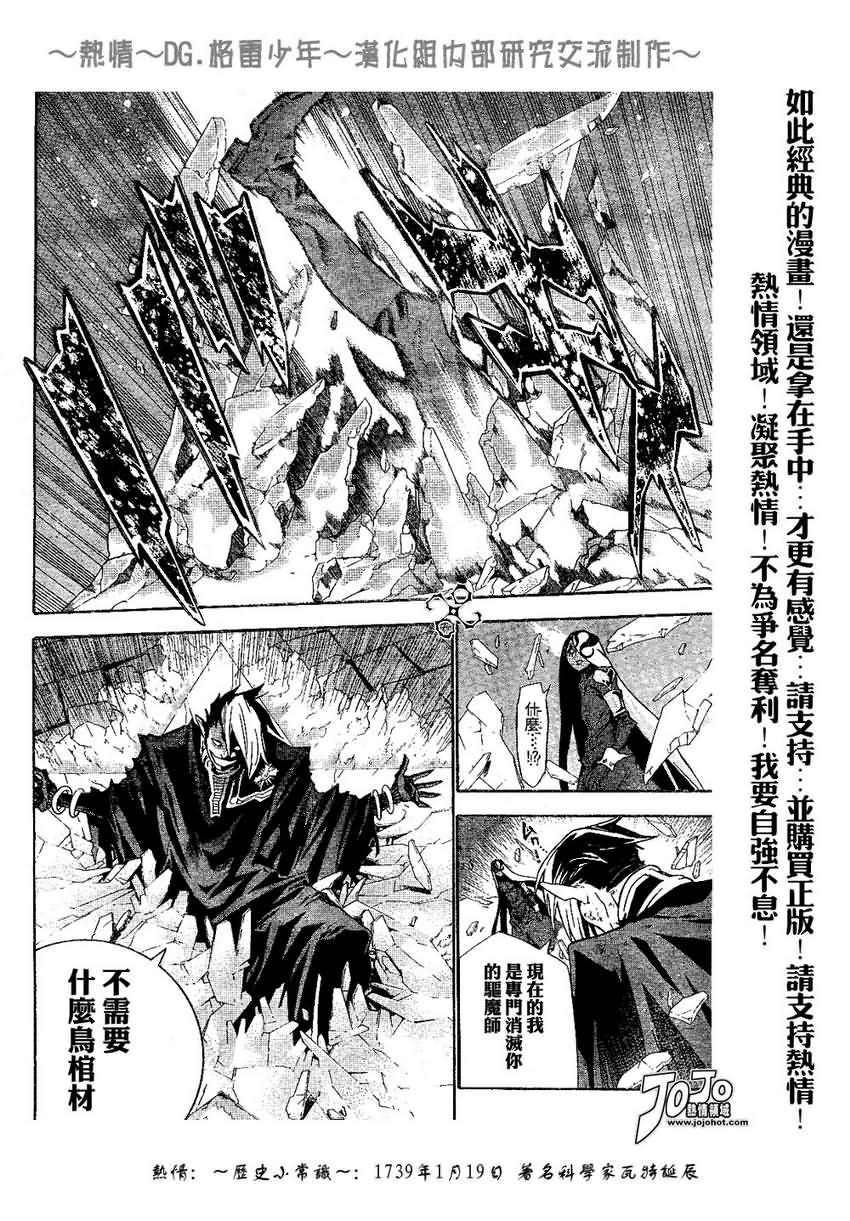 ～熱情～DG.格雷少年～漢化組內部研究交流制作～
如此經典的漫畫！還是拿在手中…才更有感覺…請支持…並購買正版！請支持熱情！
熱情領域！凝聚熱情！不為爭名奪利！我要自強不息！
什麼…!?
現在的我
是專門消滅你
的驅魔師
不需要
什麼鳥棺材
JOJO
熱情領域
www.jojohot.com
熱情：～歷史小常識～：1739年1月19日 著名科學家瓦特誕辰